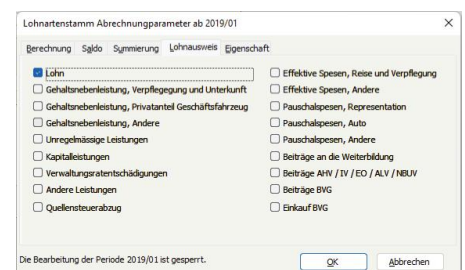 Lohnartenstamm Abrechnungparameter ab 2019/01
Berechnung Saldo Symmierung Lohnausweis Eigenschaft
Lohn
Gehaltsnebenleistung, Verpflegegung und Unterkunft
Gehaltsnebenleistung, Privatanteil Geschäftsfahrzeug
Gehaltsnebenleistung, Andere
Unregelmässige Leistungen
Kapitalleistungen
Verwaltungsratentschädigungen
Andere Leistungen
Quellensteuerabzug
Effektive Spesen, Reise und Verpflegung
Effektive Spesen, Andere
Pauschalspesen, Representation
Pauschalspesen, Auto
Pauschalspesen, Andere
Beiträge an die Weiterbildung
Beiträge AHV / IV / EO / ALV / NBUV
Beiträge BVG
Einkauf BVG
Die Bearbeitung der Periode 2019/01 ist gesperrt.
OK Abbrechen